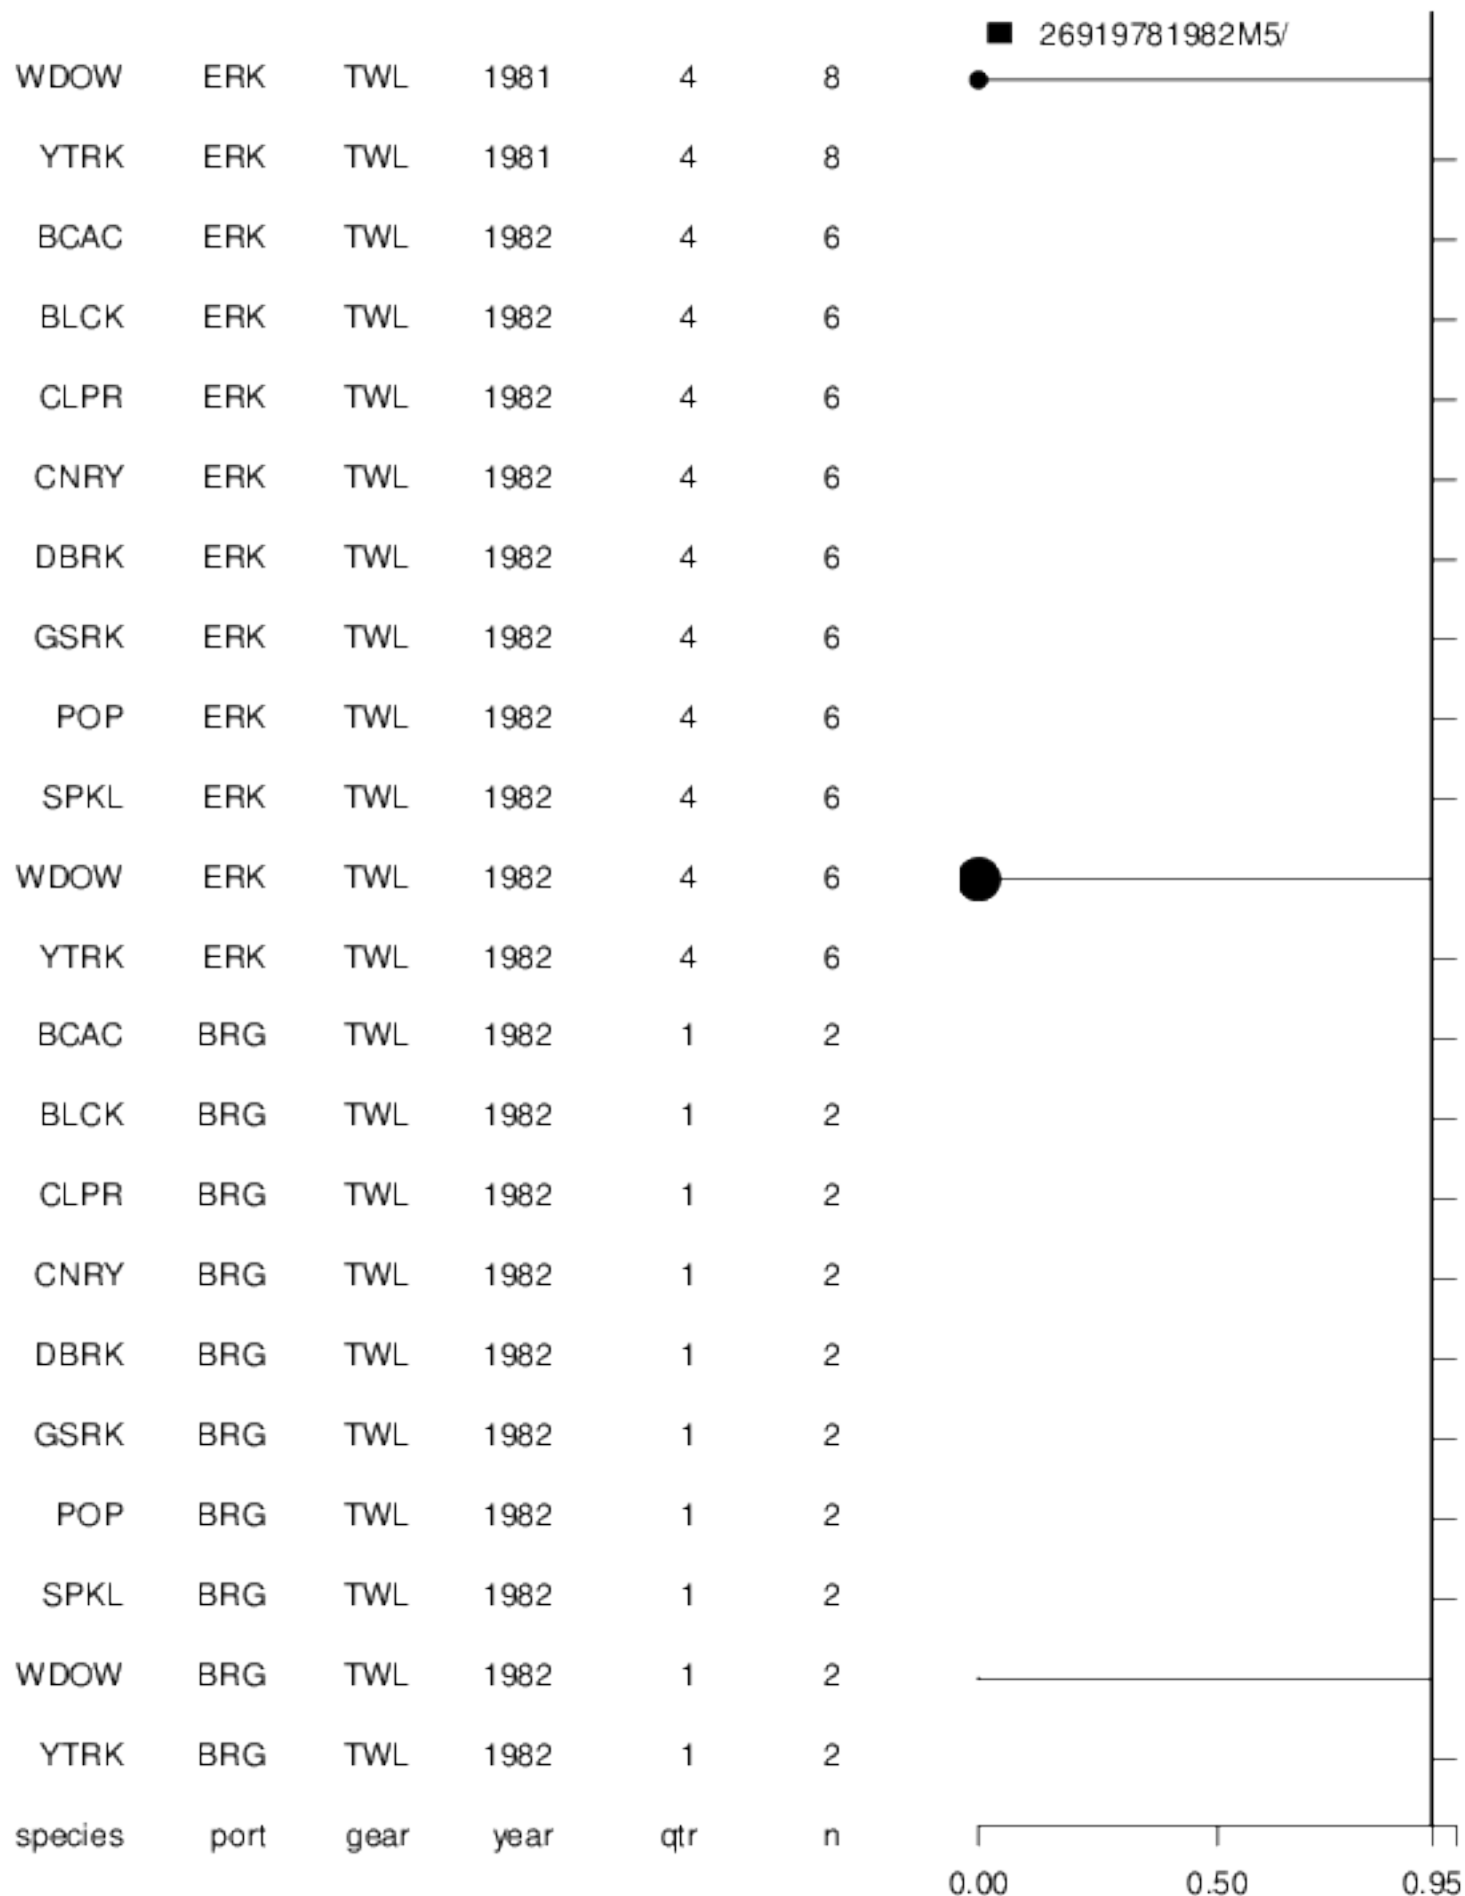 26919781982M5/
WDOW ERK TWL 1981 4 8
YTRK ERK TWL 1981 4 8
BCAC ERK TWL 1982 4 6
BLCK ERK TWL 1982 4 6
CLPR ERK TWL 1982 4 6
CNRY ERK TWL 1982 4 6
DBRK ERK TWL 1982 4 6
GSRK ERK TWL 1982 4 6
POP ERK TWL 1982 4 6
SPKL ERK TWL 1982 4 6
WDOW ERK TWL 1982 4 6
YTRK ERK TWL 1982 4 6
BCAC BRG TWL 1982 1 2
BLCK BRG TWL 1982 1 2
CLPR BRG TWL 1982 1 2
CNRY BRG TWL 1982 1 2
DBRK BRG TWL 1982 1 2
GSRK BRG TWL 1982 1 2
POP BRG TWL 1982 1 2
SPKL BRG TWL 1982 1 2
WDOW BRG TWL 1982 1 2
YTRK BRG TWL 1982 1 2
species port gear year qtr n
0.00 0.50 0.95